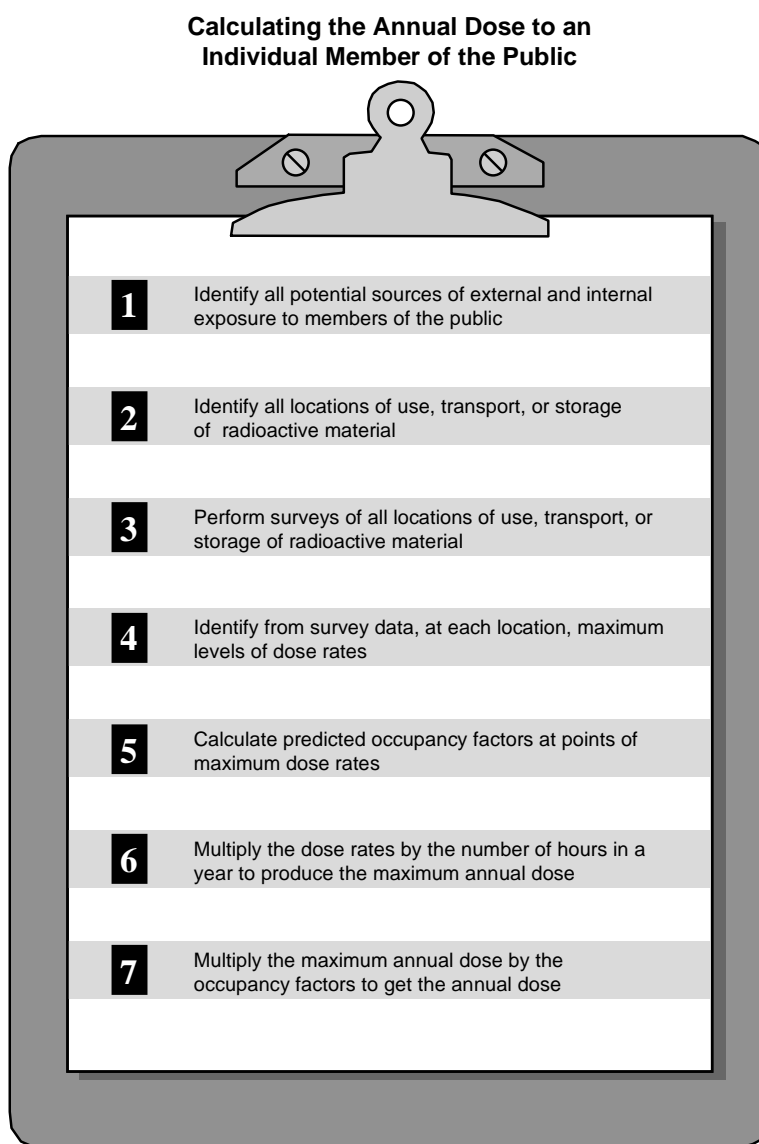 Calculating the Annual Dose to an
Individual Member of the Public
1 Identify all potential sources of external and internal
exposure to members of the public
2 Identify all locations of use, transport, or storage
of radioactive material
3 Perform surveys of all locations of use, transport, or
storage of radioactive material
4 Identify from survey data, at each location, maximum
levels of dose rates
5 Calculate predicted occupancy factors at points of
maximum dose rates
6 Multiply the dose rates by the number of hours in a
year to produce the maximum annual dose
7 Multiply the maximum annual dose by the
occupancy factors to get the annual dose